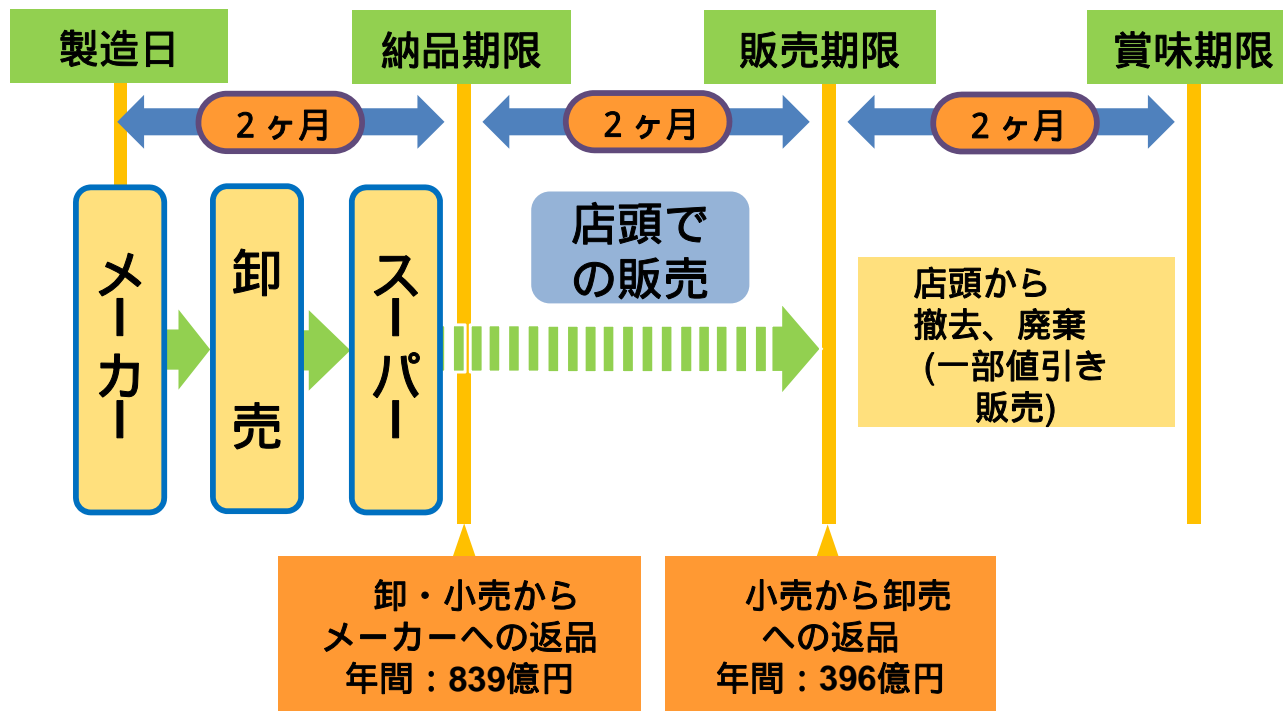 製造日
納品期限
販売期限
賞味期限
2ヶ月
2ヶ月
2ヶ月
メーカー
卸売
スーパー
店頭で
の販売
店頭から
撤去、廃棄
(一部値引き
販売)
卸・小売から
メーカーへの返品
年間：839億円
小売から卸売
への返品
年間：396億円